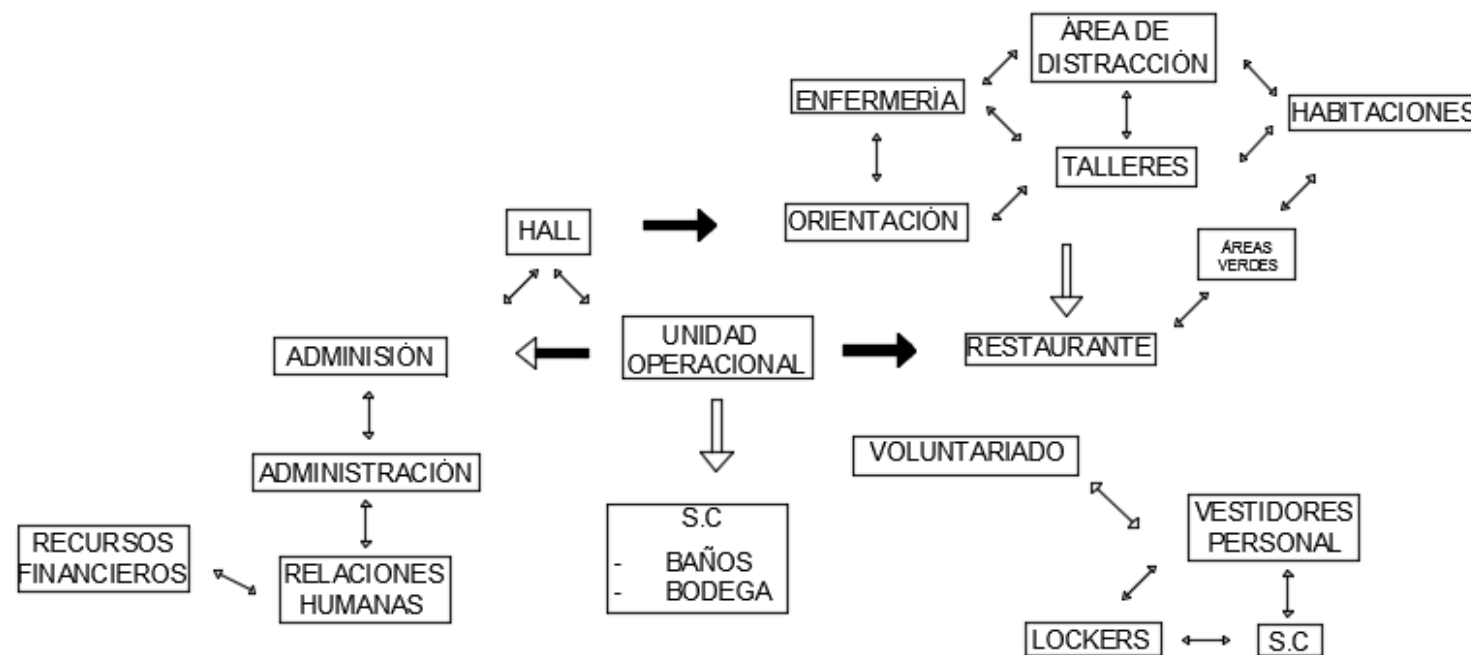 ÁREA DE
DISTRACCIÓN
ENFERMERÍA
HABITACIONES
TALLERES
HALL
ORIENTACIÓN
ÁREAS
VERDES
UNIDAD
OPERACIONAL
ADMINISIÓN
RESTAURANTE
ADMINISTRACIÓN
VOLUNTARIADO
S.C
- BAÑOS
- BODEGA
VESTIDORES
PERSONAL
RECURSOS
FINANCIEROS
RELACIONES
HUMANAS
LOCKERS
S.C